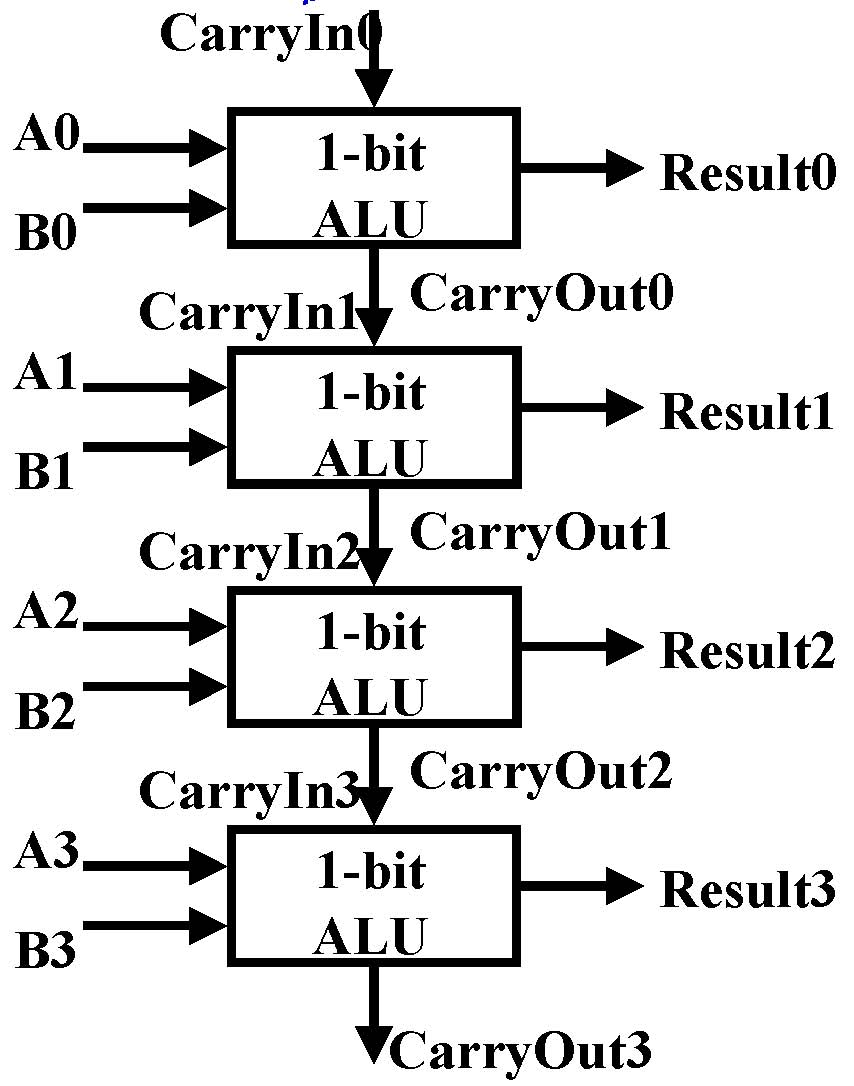 CarryIn0
A0
1-bit
Result0
B0
ALU
CarryOut0
CarryIn1
A1
1-bit
Result1
B1
ALU
CarryOut1
CarryIn2
A2
1-bit
Result2
B2
ALU
CarryOut2
CarryIn3
A3
1-bit
Result3
B3
ALU
CarryOut3